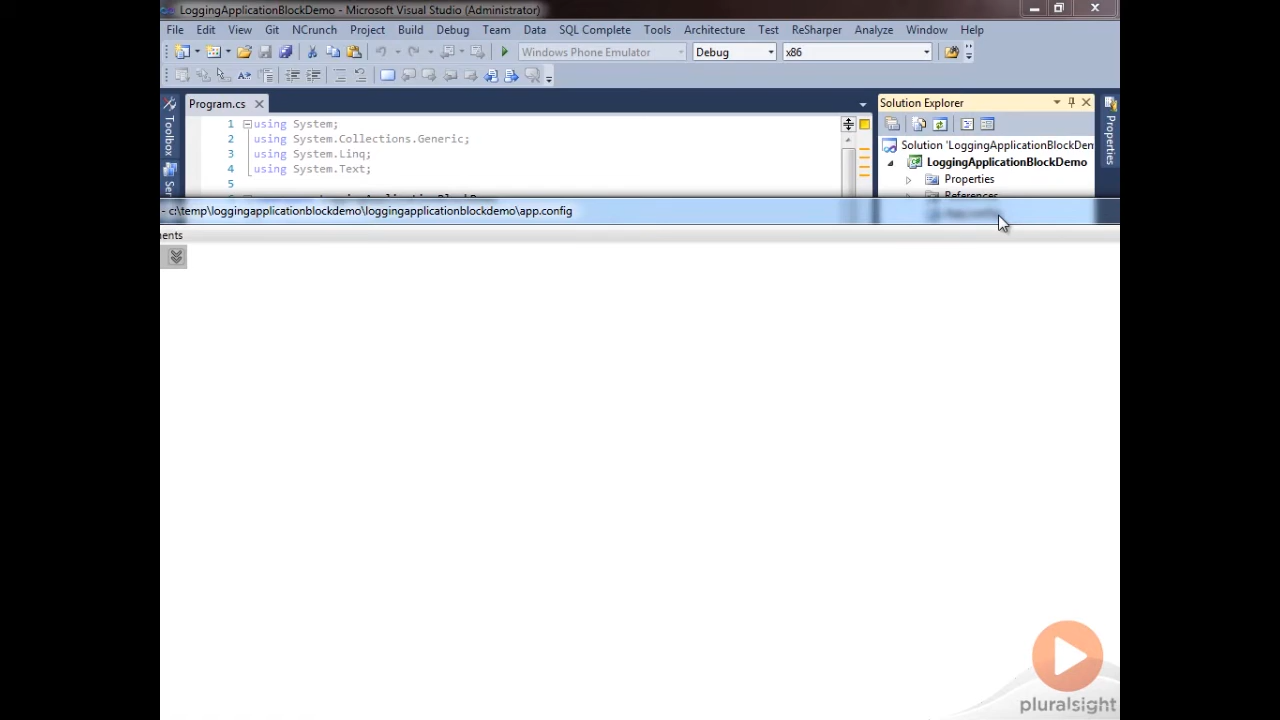 LoggingApplicationBlockDemo - Microsoft Visual Studio (Administrator)
File Edit View Git NCrunch Project Build Debug Team Data SQL Complete Tools Architecture Test ReSharper Analyze Window Help
Windows Phone Emulator Debug x86
Program.cs
Solution Explorer
Toolbox
Properties
1 using System;
2 using System.Collections.Generic;
3 using System.Linq;
4 using System.Text;
5
Solution 'LoggingApplicationBlockDem
LoggingApplicationBlockDemo
Properties
References
- c:\temp\loggingapplicationblockdemo\loggingapplicationblockdemo\app.config
ents
pluralsight